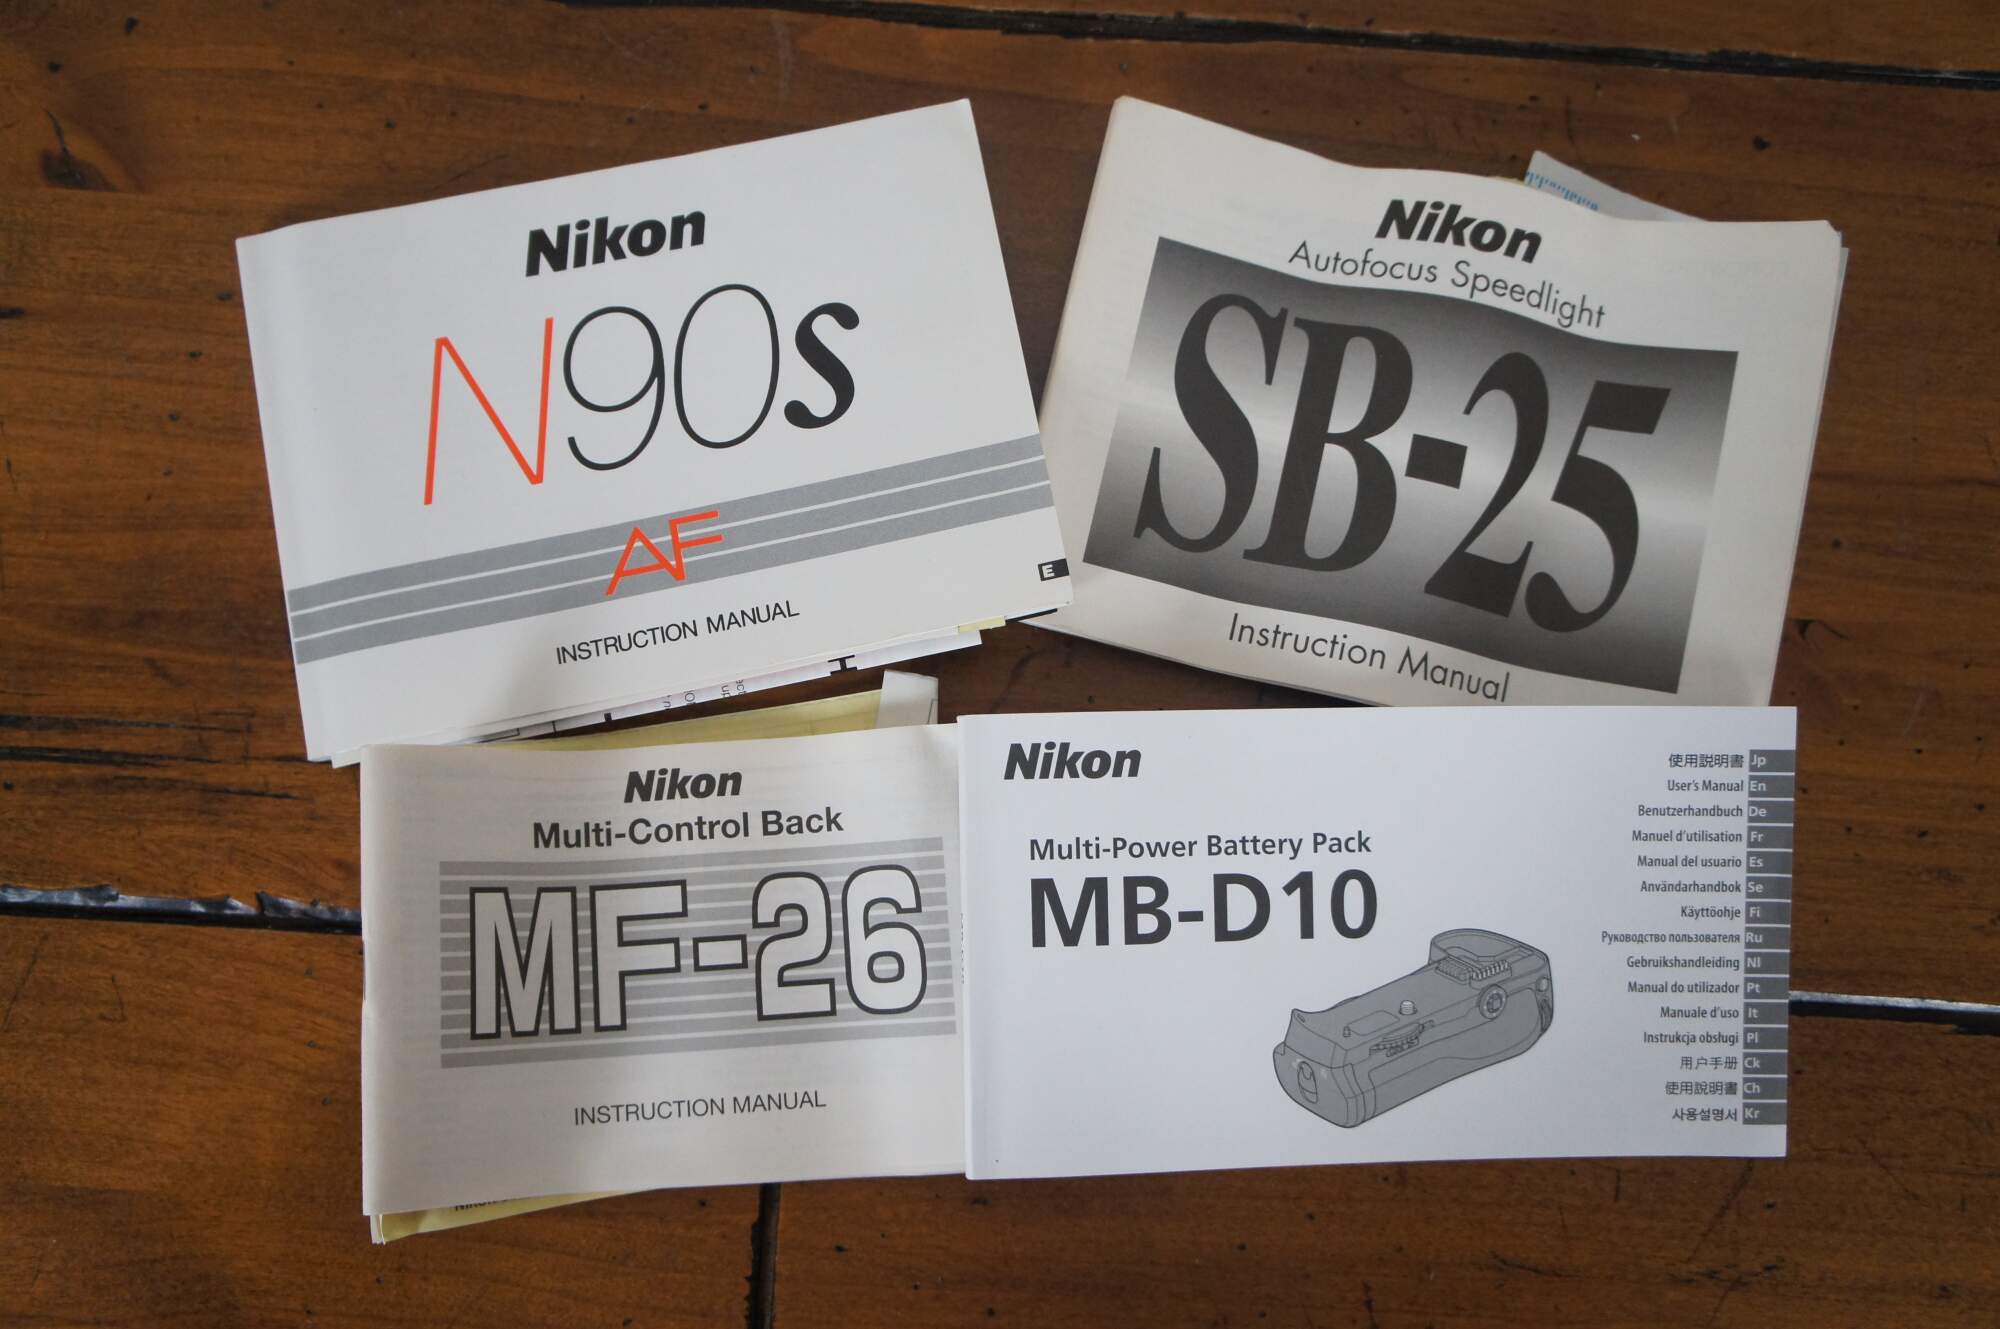 Nikon
N90s
AF
INSTRUCTION MANUAL
E
Nikon
Autofocus Speedlight
SB-25
Instruction Manual
Nikon
Multi-Control Back
MF-26
INSTRUCTION MANUAL
Nikon
Multi-Power Battery Pack
MB-D10
使用説明書 Jp
User's Manual En
Benutzerhandbuch De
Manuel d'utilisation Fr
Manual del usuario Es
Användarhandbok Se
Käyttöohje Fi
Руководство пользователя Ru
Gebruikshandleiding Nl
Manual do utilizador Pt
Manuale d'uso It
Instrukcja obsługi Pl
用户手册 Ck
使用說明書 Ch
사용설명서 Kr